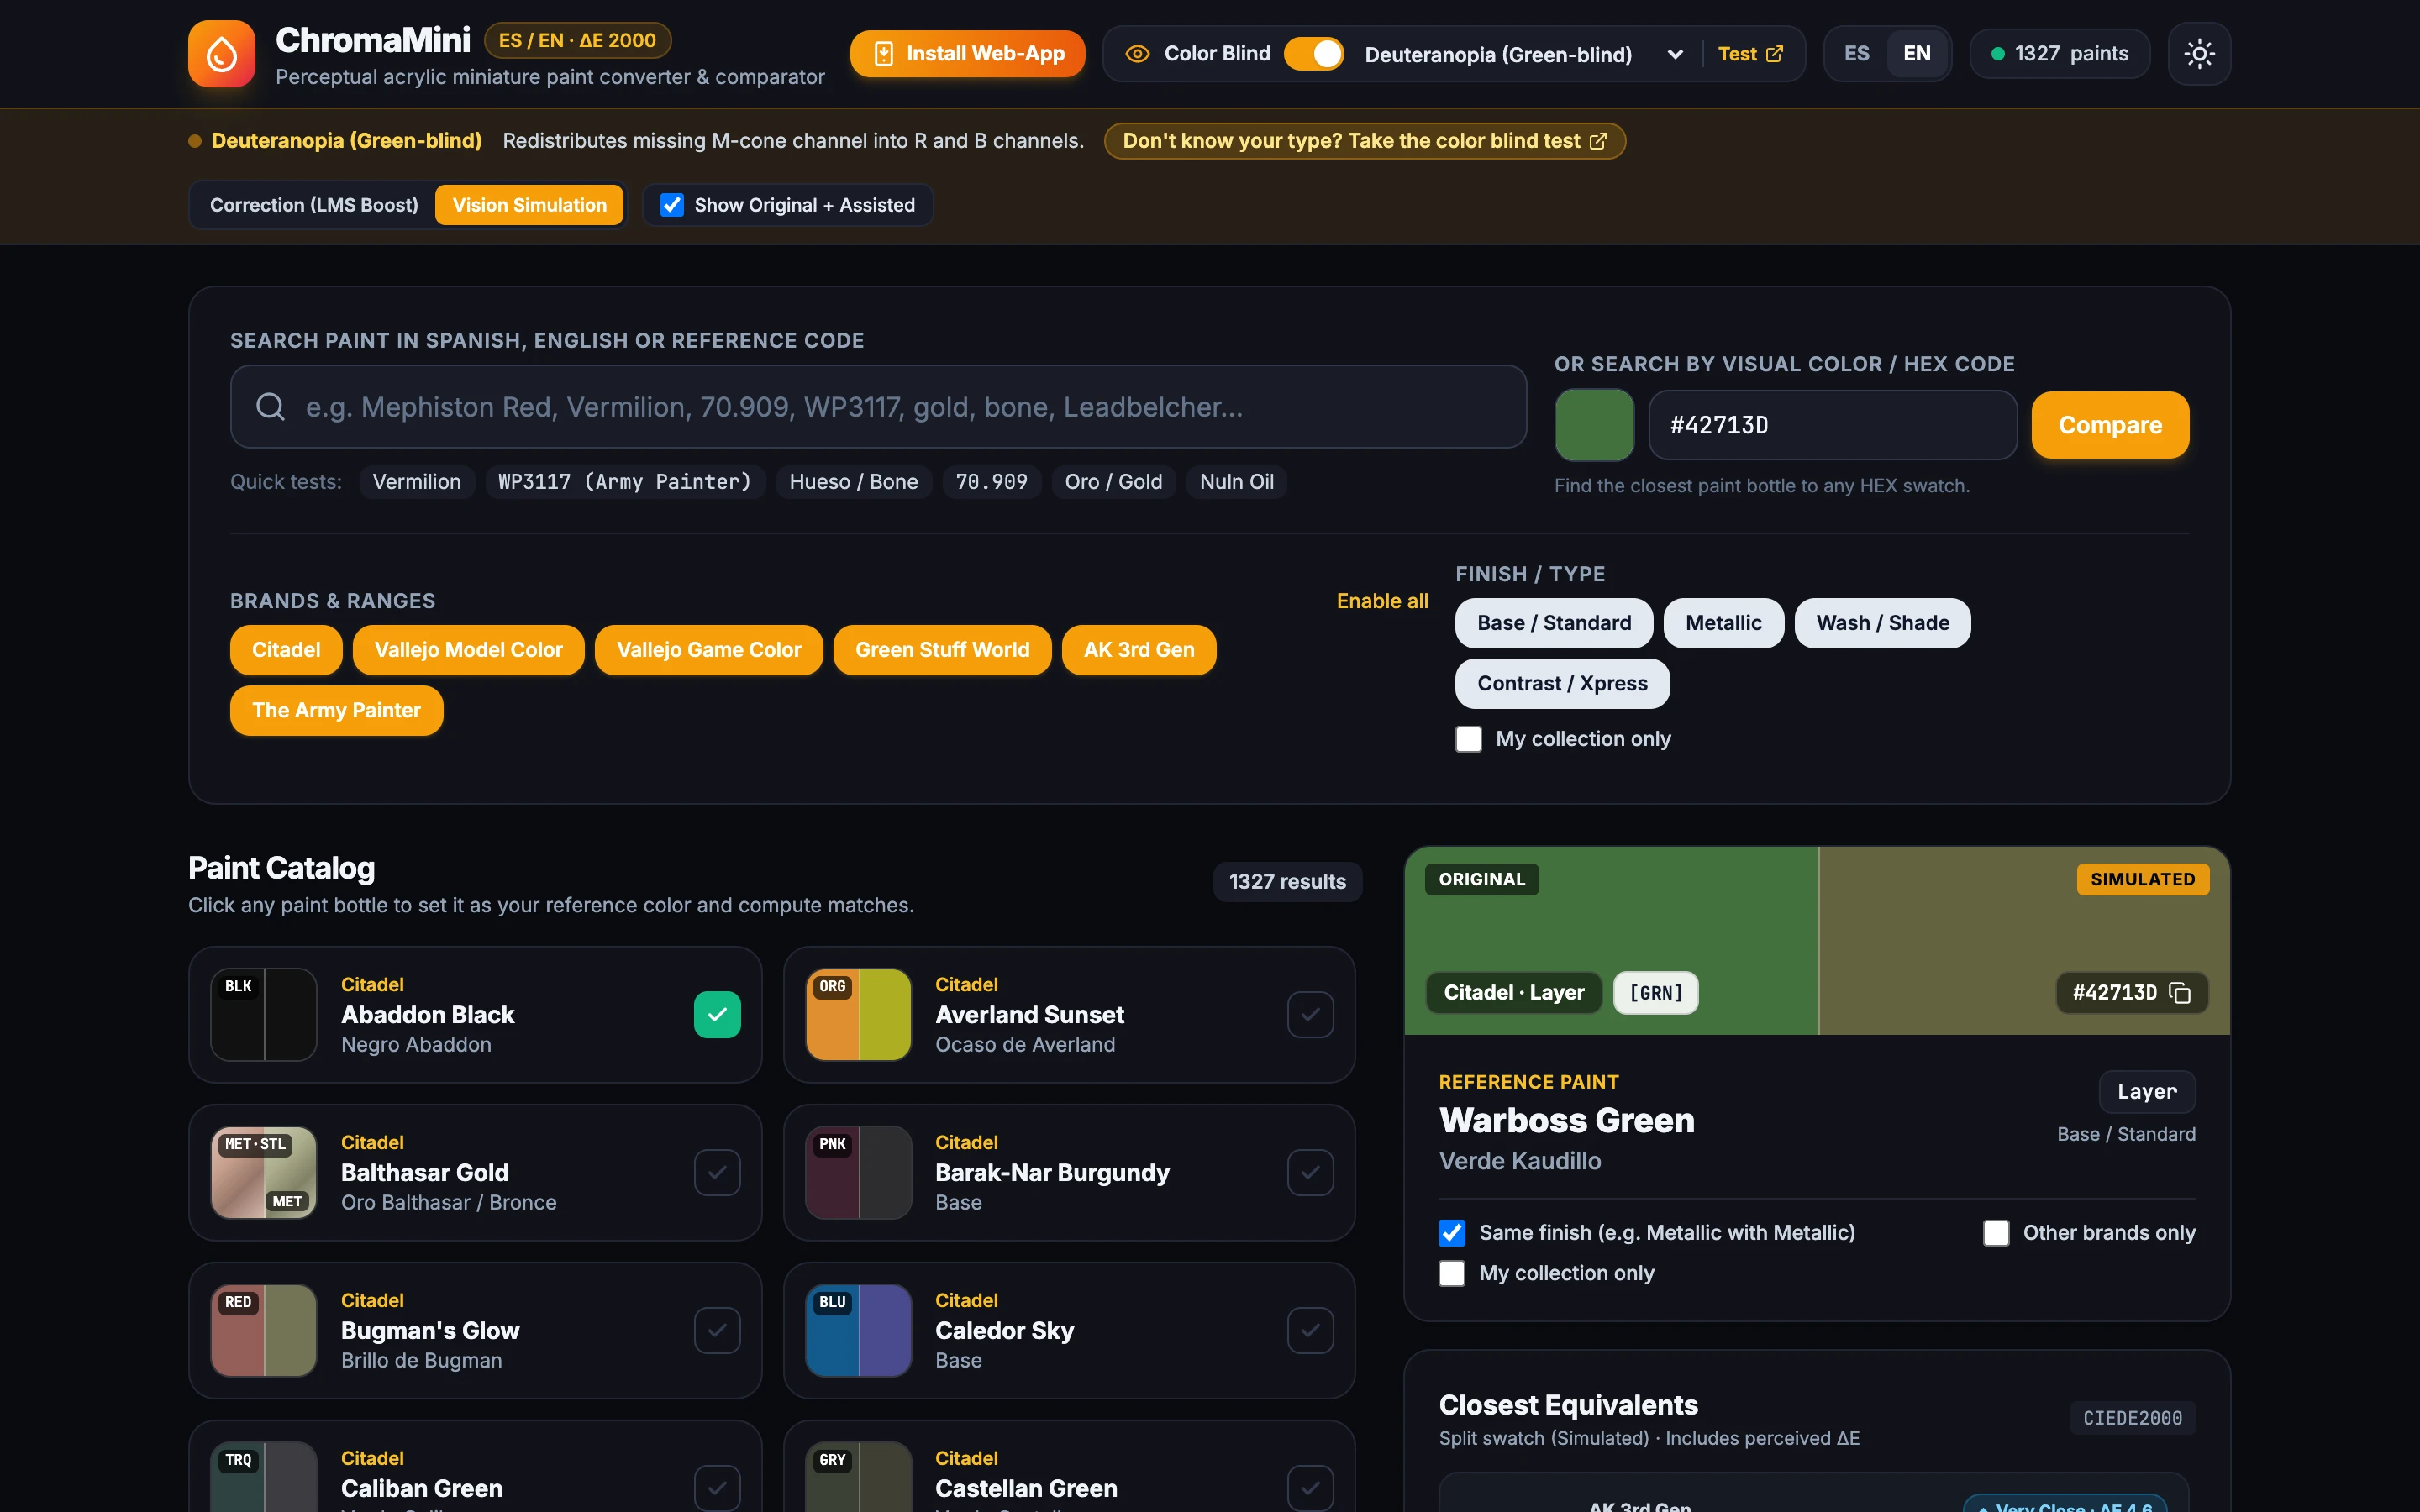 ChromaMini ES / EN · ΔE 2000
Perceptual acrylic miniature paint converter & comparator
Install Web-App
Color Blind Deuteranopia (Green-blind) Test
ES EN
1327 paints
Deuteranopia (Green-blind) Redistributes missing M-cone channel into R and B channels. Don't know your type? Take the color blind test
Correction (LMS Boost) Vision Simulation Show Original + Assisted
SEARCH PAINT IN SPANISH, ENGLISH OR REFERENCE CODE
e.g. Mephiston Red, Vermilion, 70.909, WP3117, gold, bone, Leadbelcher...
Quick tests: Vermilion WP3117 (Army Painter) Hueso / Bone 70.909 Oro / Gold Nuln Oil
OR SEARCH BY VISUAL COLOR / HEX CODE
#42713D Compare
Find the closest paint bottle to any HEX swatch.
BRANDS & RANGES Enable all
Citadel Vallejo Model Color Vallejo Game Color Green Stuff World AK 3rd Gen
The Army Painter
FINISH / TYPE
Base / Standard Metallic Wash / Shade
Contrast / Xpress
My collection only
Paint Catalog
Click any paint bottle to set it as your reference color and compute matches.
1327 results
BLK
Citadel
Abaddon Black
Negro Abaddon
ORG
Citadel
Averland Sunset
Ocaso de Averland
MET·STL
MET
Citadel
Balthasar Gold
Oro Balthasar / Bronce
PNK
Citadel
Barak-Nar Burgundy
Base
RED
Citadel
Bugman's Glow
Brillo de Bugman
BLU
Citadel
Caledor Sky
Base
TRQ
Citadel
Caliban Green
GRY
Citadel
Castellan Green
ORIGINAL SIMULATED
Citadel · Layer [GRN] #42713D
REFERENCE PAINT
Warboss Green
Verde Kaudillo
Layer
Base / Standard
Same finish (e.g. Metallic with Metallic) Other brands only
My collection only
Closest Equivalents
Split swatch (Simulated) · Includes perceived ΔE
CIEDE2000
AK 3rd Gen
Very Close · ΔE 4.6